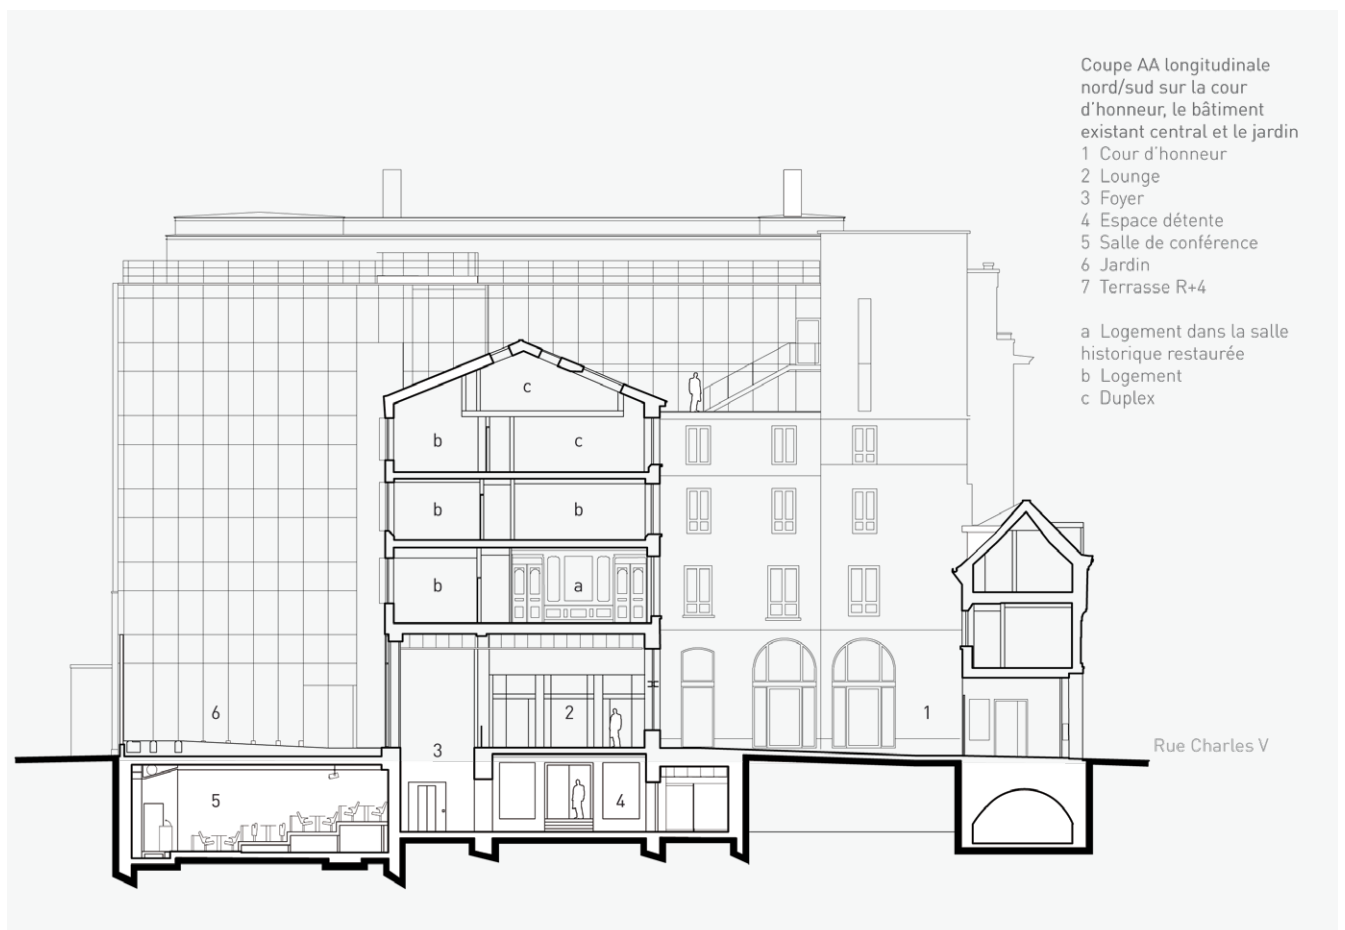 Coupe AA longitudinale
nord/sud sur la cour
d'honneur, le bâtiment
existant central et le jardin
1 Cour d'honneur
2 Lounge
3 Foyer
4 Espace détente
5 Salle de conférence
6 Jardin
7 Terrasse R+4
a Logement dans la salle
historique restaurée
b Logement
c Duplex
c
b c
b b
b a
6 2 1
3
Rue Charles V
5 4